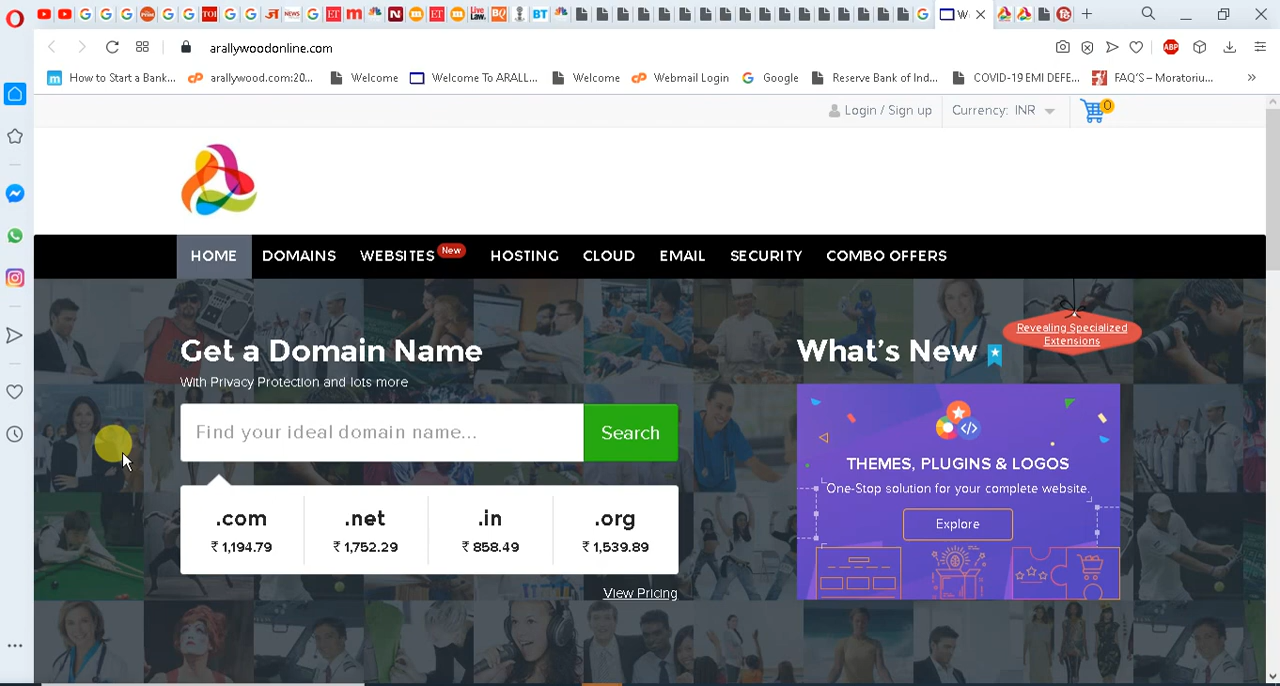 W
arallywoodonline.com
ABP
How to Start a Bank...
arallywood.com:20...
Welcome
Welcome To ARALL...
Welcome
Webmail Login
Google
Reserve Bank of Ind...
COVID-19 EMI DEFE...
FAQ'S – Moratoriu...
»
Login / Sign up
Currency: INR
0
HOME
DOMAINS
WEBSITES New
HOSTING
CLOUD
EMAIL
SECURITY
COMBO OFFERS
Get a Domain Name
With Privacy Protection and lots more
Find your ideal domain name...
Search
.com
₹ 1,194.79
.net
₹ 1,752.29
.in
₹ 858.49
.org
₹ 1,539.89
View Pricing
What's New
Revealing Specialized
Extensions
THEMES, PLUGINS & LOGOS
One-Stop solution for your complete website.
Explore